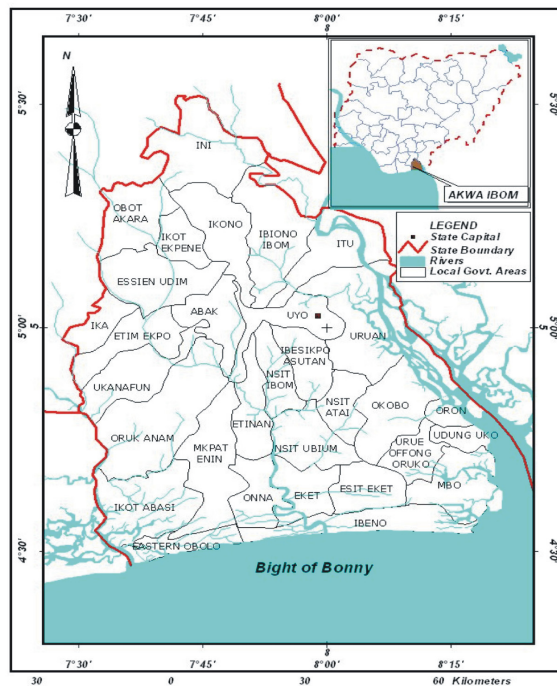 7°30' 7°45' 8°00' 8°15'
8
N
5°30'
5°30'
AKWA IBOM
LEGEND
State Capital
State Boundary
Rivers
Local Govt. Areas
INI
OBOT
AKARA
IKOT
EKPENE
IKONO
IBIONO
IBOM
ITU
ESSIEN UDIM
ABAK
UYO
IKA
ETIM EKPO
5°00' 5
5 5°00'
URUAN
IBESIKPO
ASUTAN
NSIT
IBOM
UKANAFUN
NSIT
ATAI
OKOBO
ORON
ORUK ANAM
ETINAN
UDUNG UKO
MKPAT
ENIN
NSIT UBIUM
URUE
OFFONG
ORUKO
MBO
IKOT ABASI
ONNA
EKET
ESIT EKET
IBENO
EASTERN OBOLO
4°30'
4°30'
Bight of Bonny
8
7°30' 7°45' 8°00' 8°15'
30 0 30 60 Kilometers